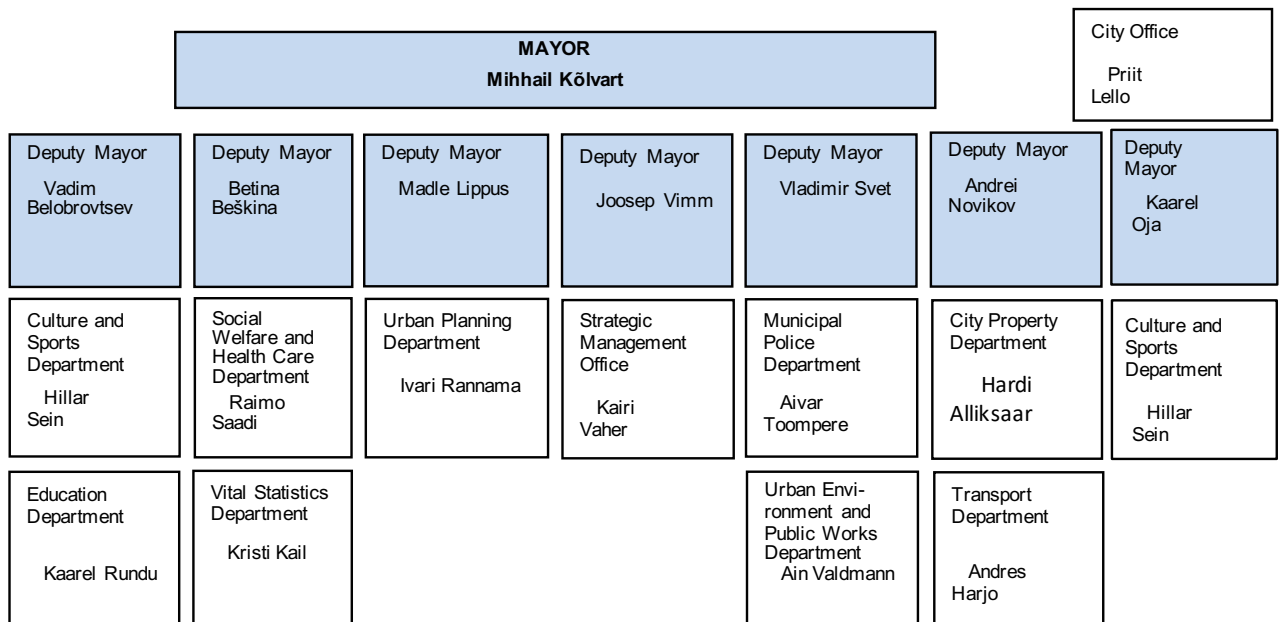 MAYOR
Mihhail Kõlvart
City Office
Priit
Lello
Deputy Mayor
Vadim
Belobrovtsev
Deputy Mayor
Betina
Beškina
Deputy Mayor
Madle Lippus
Deputy Mayor
Joosep Vimm
Deputy Mayor
Vladimir Svet
Deputy Mayor
Andrei
Novikov
Deputy
Mayor
Kaarel
Oja
Culture and
Sports
Department
Hillar
Sein
Social
Welfare and
Health Care
Department
Raimo
Saadi
Urban Planning
Department
Ivari Rannama
Strategic
Management
Office
Kairi
Vaher
Municipal
Police
Department
Aivar
Toompere
City Property
Department
Hardi
Alliksaar
Culture and
Sports
Department
Hillar
Sein
Education
Department
Kaarel Rundu
Vital Statistics
Department
Kristi Kail
Urban Envi-
ronment and
Public Works
Department
Ain Valdmann
Transport
Department
Andres
Harjo